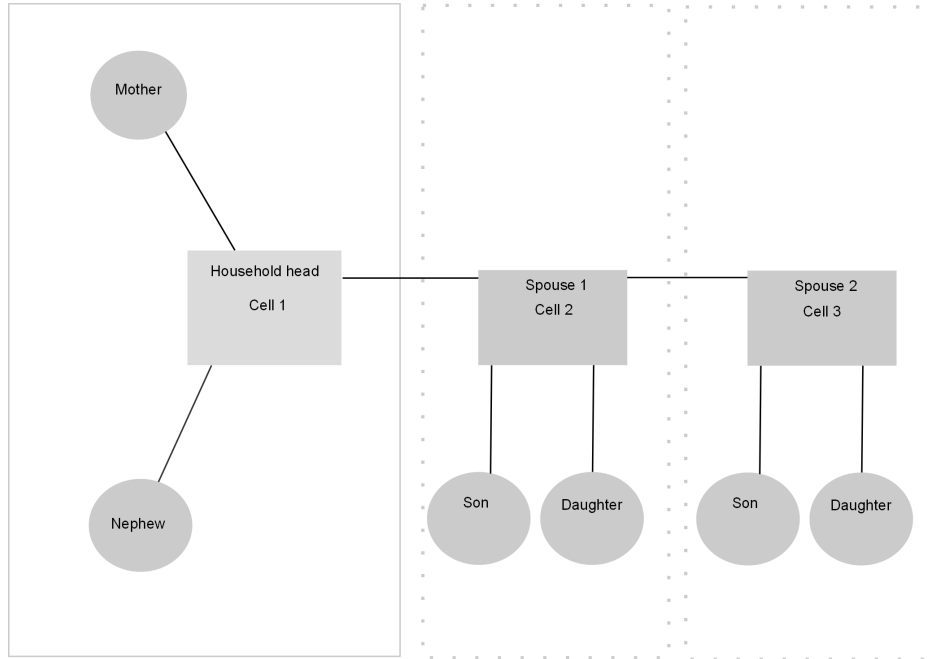 Mother
Household head
Cell 1
Nephew
Spouse 1
Cell 2
Son
Daughter
Spouse 2
Cell 3
Son
Daughter